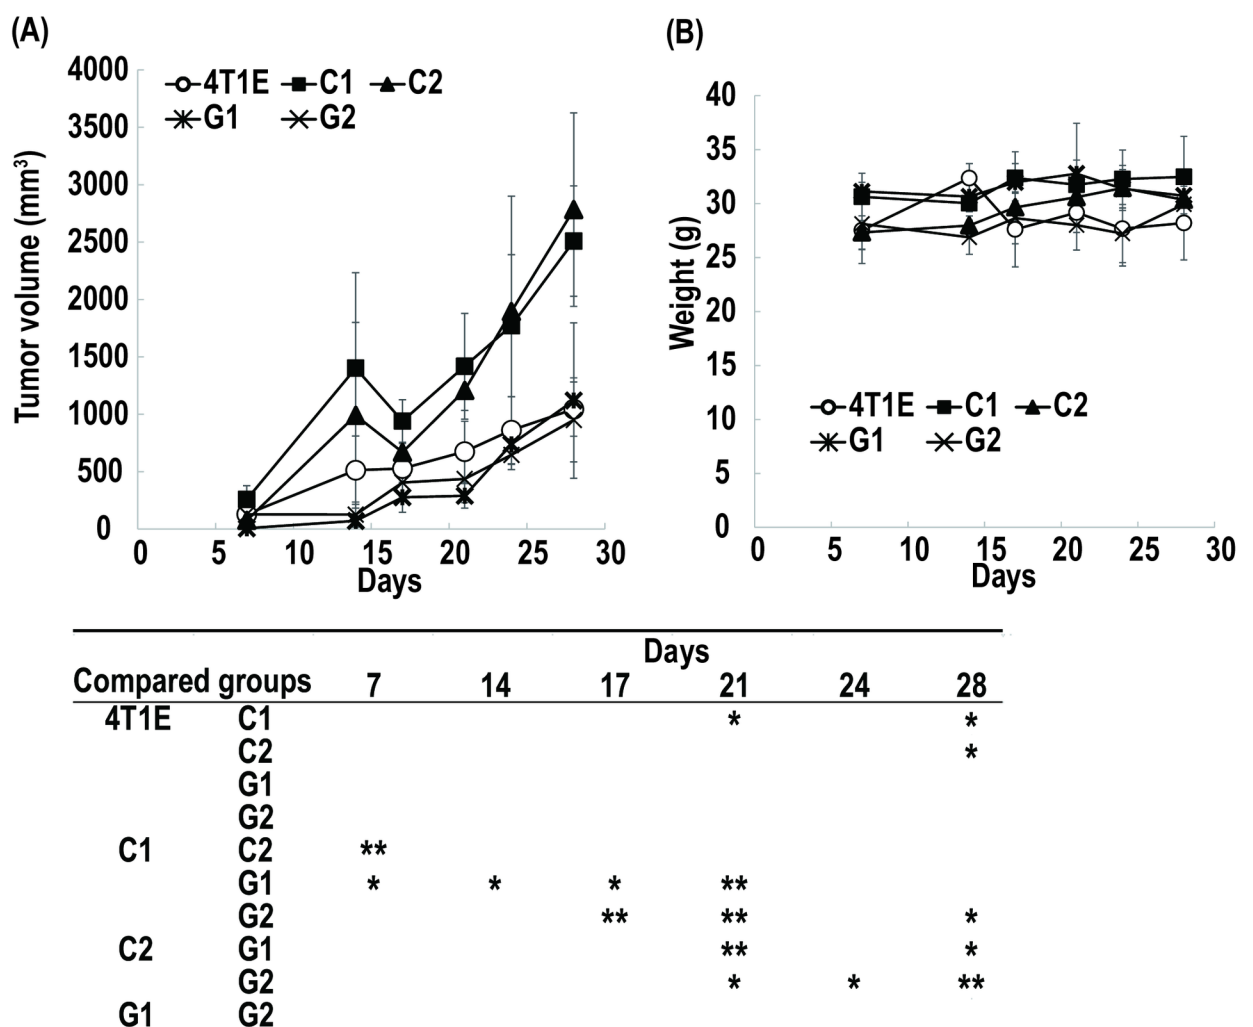 (A)
4000
3500
3000
2500
2000
1500
1000
500
0
Tumor volume (mm³)
4T1E C1 C2
G1 G2
0 5 10 15 20 25 30
Days
(B)
40
35
30
25
20
15
10
5
0
Weight (g)
4T1E C1 C2
G1 G2
0 5 10 15 20 25 30
Days
Days
Compared groups 7 14 17 21 24 28
4T1E C1 * *
C2 *
G1
G2
C1 C2 **
G1 * * * **
G2 ** ** *
C2 G1 ** *
G2 * * **
G1 G2